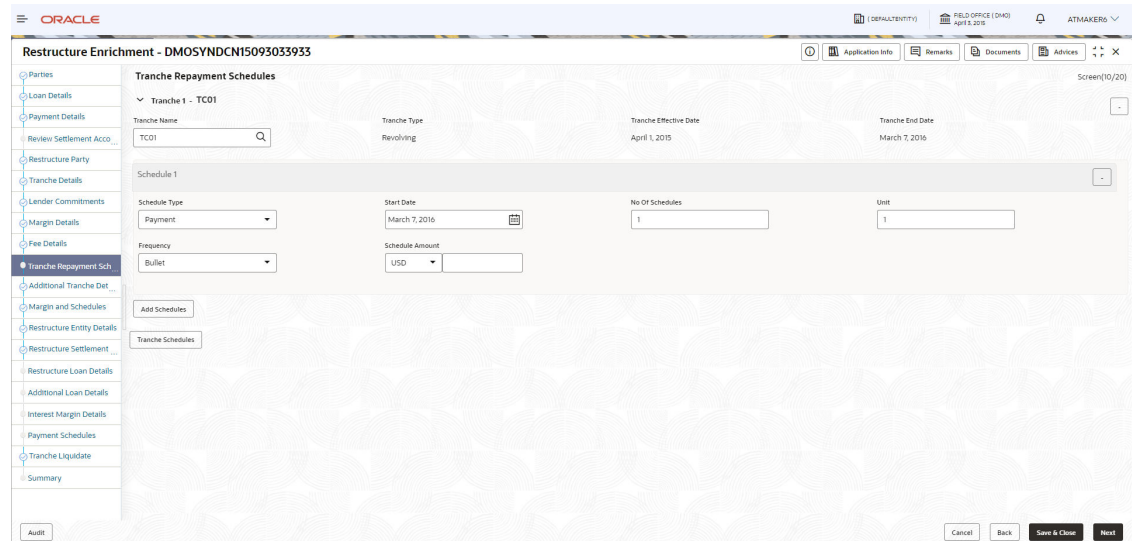 ORACLE
( DEFAULTENTITY)
FIELD OFFICE ( DMO)
April 3, 2015
ATMAKER6
Restructure Enrichment - DMOSYNDCN15093033933
Application Info
Remarks
Documents
Advices
Parties
Loan Details
Payment Details
Review Settlement Acco ...
Restructure Party
Tranche Details
Lender Commitments
Margin Details
Fee Details
Tranche Repayment Sch ...
Additional Tranche Det ...
Margin and Schedules
Restructure Entity Details
Restructure Settlement ...
Restructure Loan Details
Additional Loan Details
Interest Margin Details
Payment Schedules
Tranche Liquidate
Summary
Tranche Repayment Schedules
Screen(10/20)
Tranche 1 - TC01
-
Tranche Name
Tranche Type
Tranche Effective Date
Tranche End Date
TC01
Revolving
April 1, 2015
March 7, 2016
Schedule 1
-
Schedule Type
Start Date
No Of Schedules
Unit
Payment
March 7, 2016
1
1
Frequency
Schedule Amount
Bullet
USD
Add Schedules
Tranche Schedules
Audit
Cancel
Back
Save & Close
Next